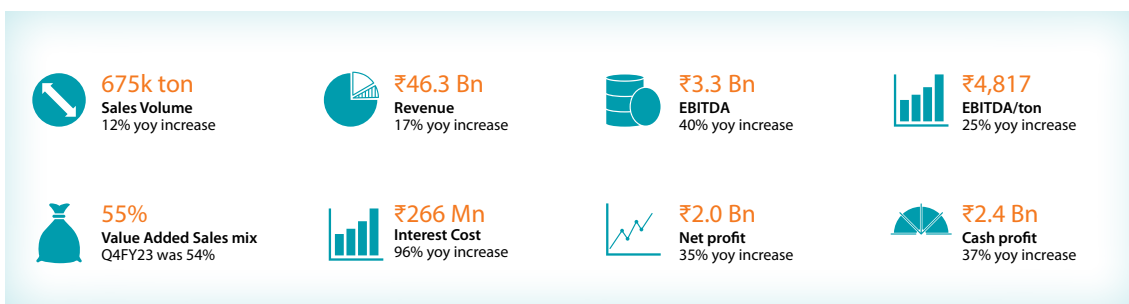 675k ton
Sales Volume
12% yoy increase
₹46.3 Bn
Revenue
17% yoy increase
₹3.3 Bn
EBITDA
40% yoy increase
₹4,817
EBITDA/ton
25% yoy increase
55%
Value Added Sales mix
Q4FY23 was 54%
₹266 Mn
Interest Cost
96% yoy increase
₹2.0 Bn
Net profit
35% yoy increase
₹2.4 Bn
Cash profit
37% yoy increase